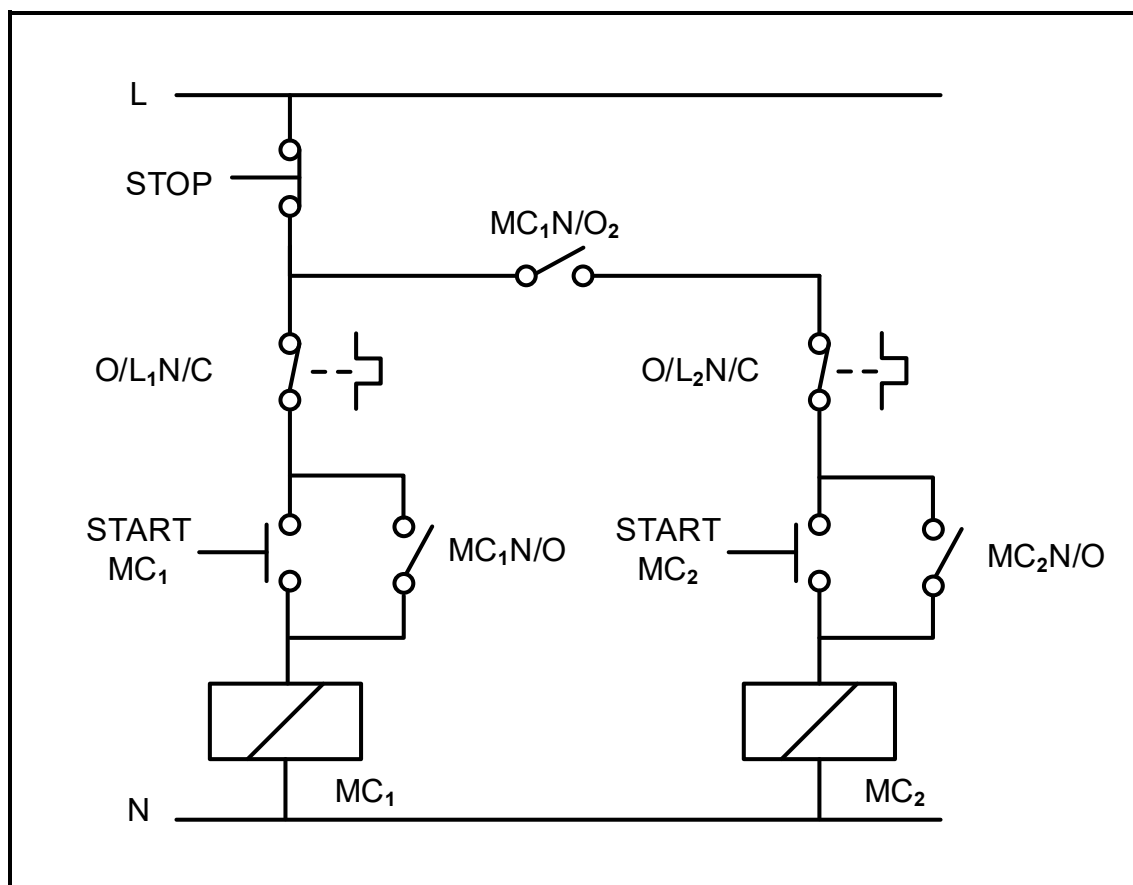 L
STOP
MC₁N/O₂
O/L₁N/C
O/L₂N/C
START
MC₁
MC₁N/O
START
MC₂
MC₂N/O
MC₁
MC₂
N